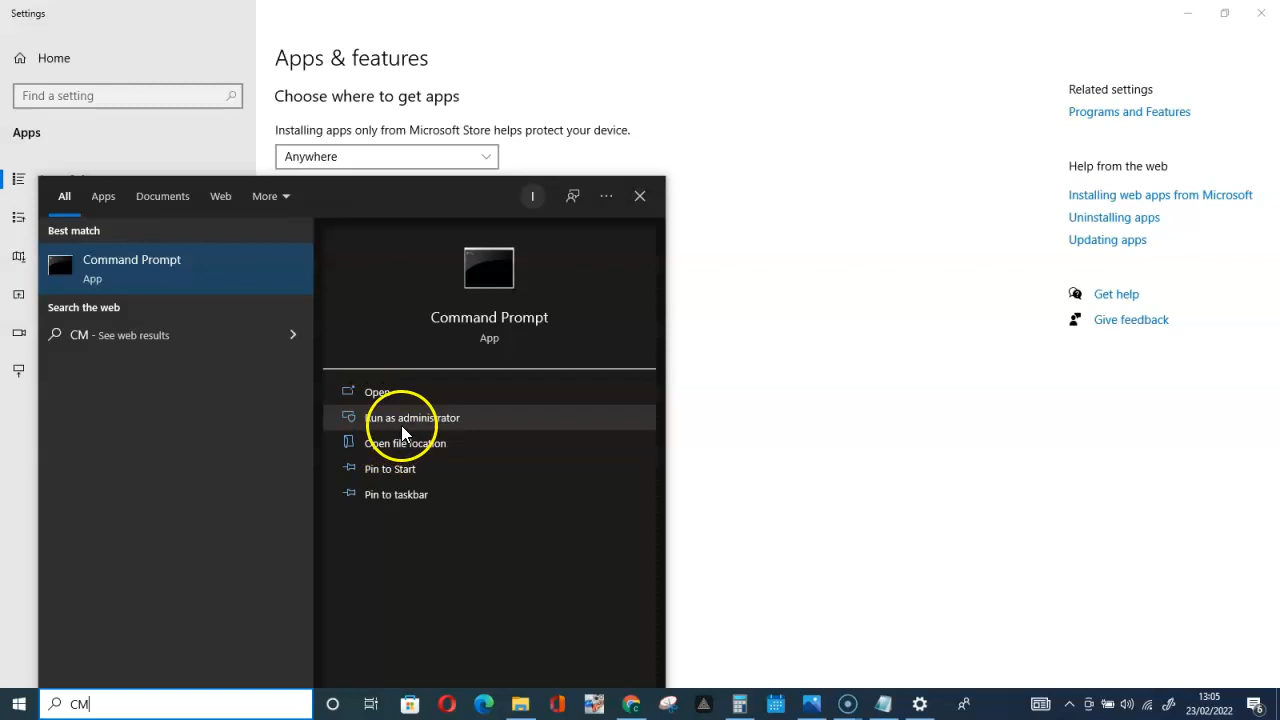 Settings
Home
Find a setting
Apps
Apps & features
Choose where to get apps
Installing apps only from Microsoft Store helps protect your device.
Anywhere
Related settings
Programs and Features
Help from the web
Installing web apps from Microsoft
Uninstalling apps
Updating apps
Get help
Give feedback
All Apps Documents Web More
I
Best match
Command Prompt
App
Search the web
CM - See web results
Command Prompt
App
Open
Run as administrator
Open file location
Pin to Start
Pin to taskbar
CM
13:05
23/02/2022
6